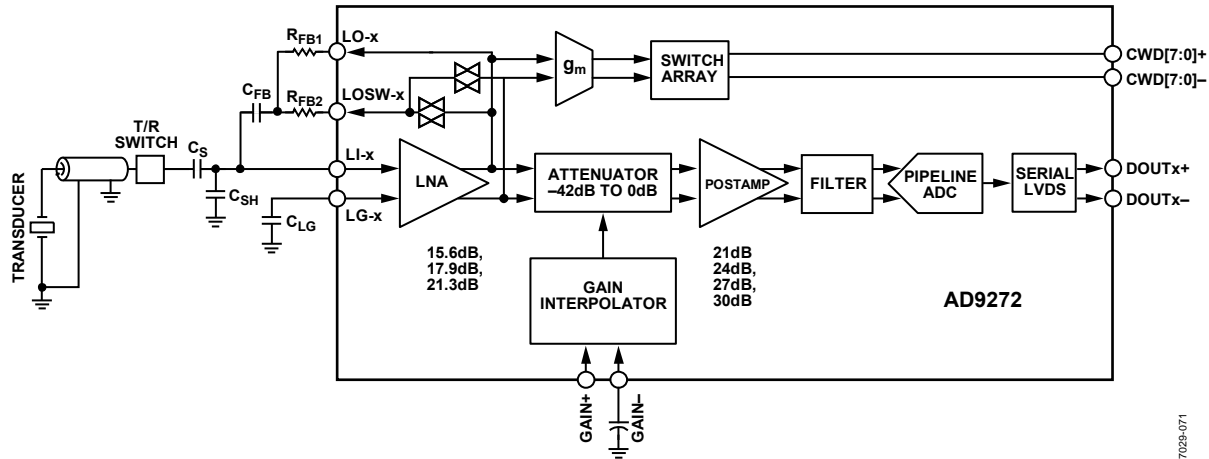 RFB1
LO-x
CFB
RFB2
LOSW-x
T/R
SWITCH
CS
LI-x
CSH
LG-x
CLG
TRANSDUCER
LNA
15.6dB,
17.9dB,
21.3dB
gm
SWITCH
ARRAY
CWD[7:0]+
CWD[7:0]–
ATTENUATOR
–42dB TO 0dB
POSTAMP
21dB
24dB,
27dB,
30dB
FILTER
PIPELINE
ADC
SERIAL
LVDS
DOUTx+
DOUTx–
GAIN
INTERPOLATOR
AD9272
GAIN+
GAIN–
7029-071